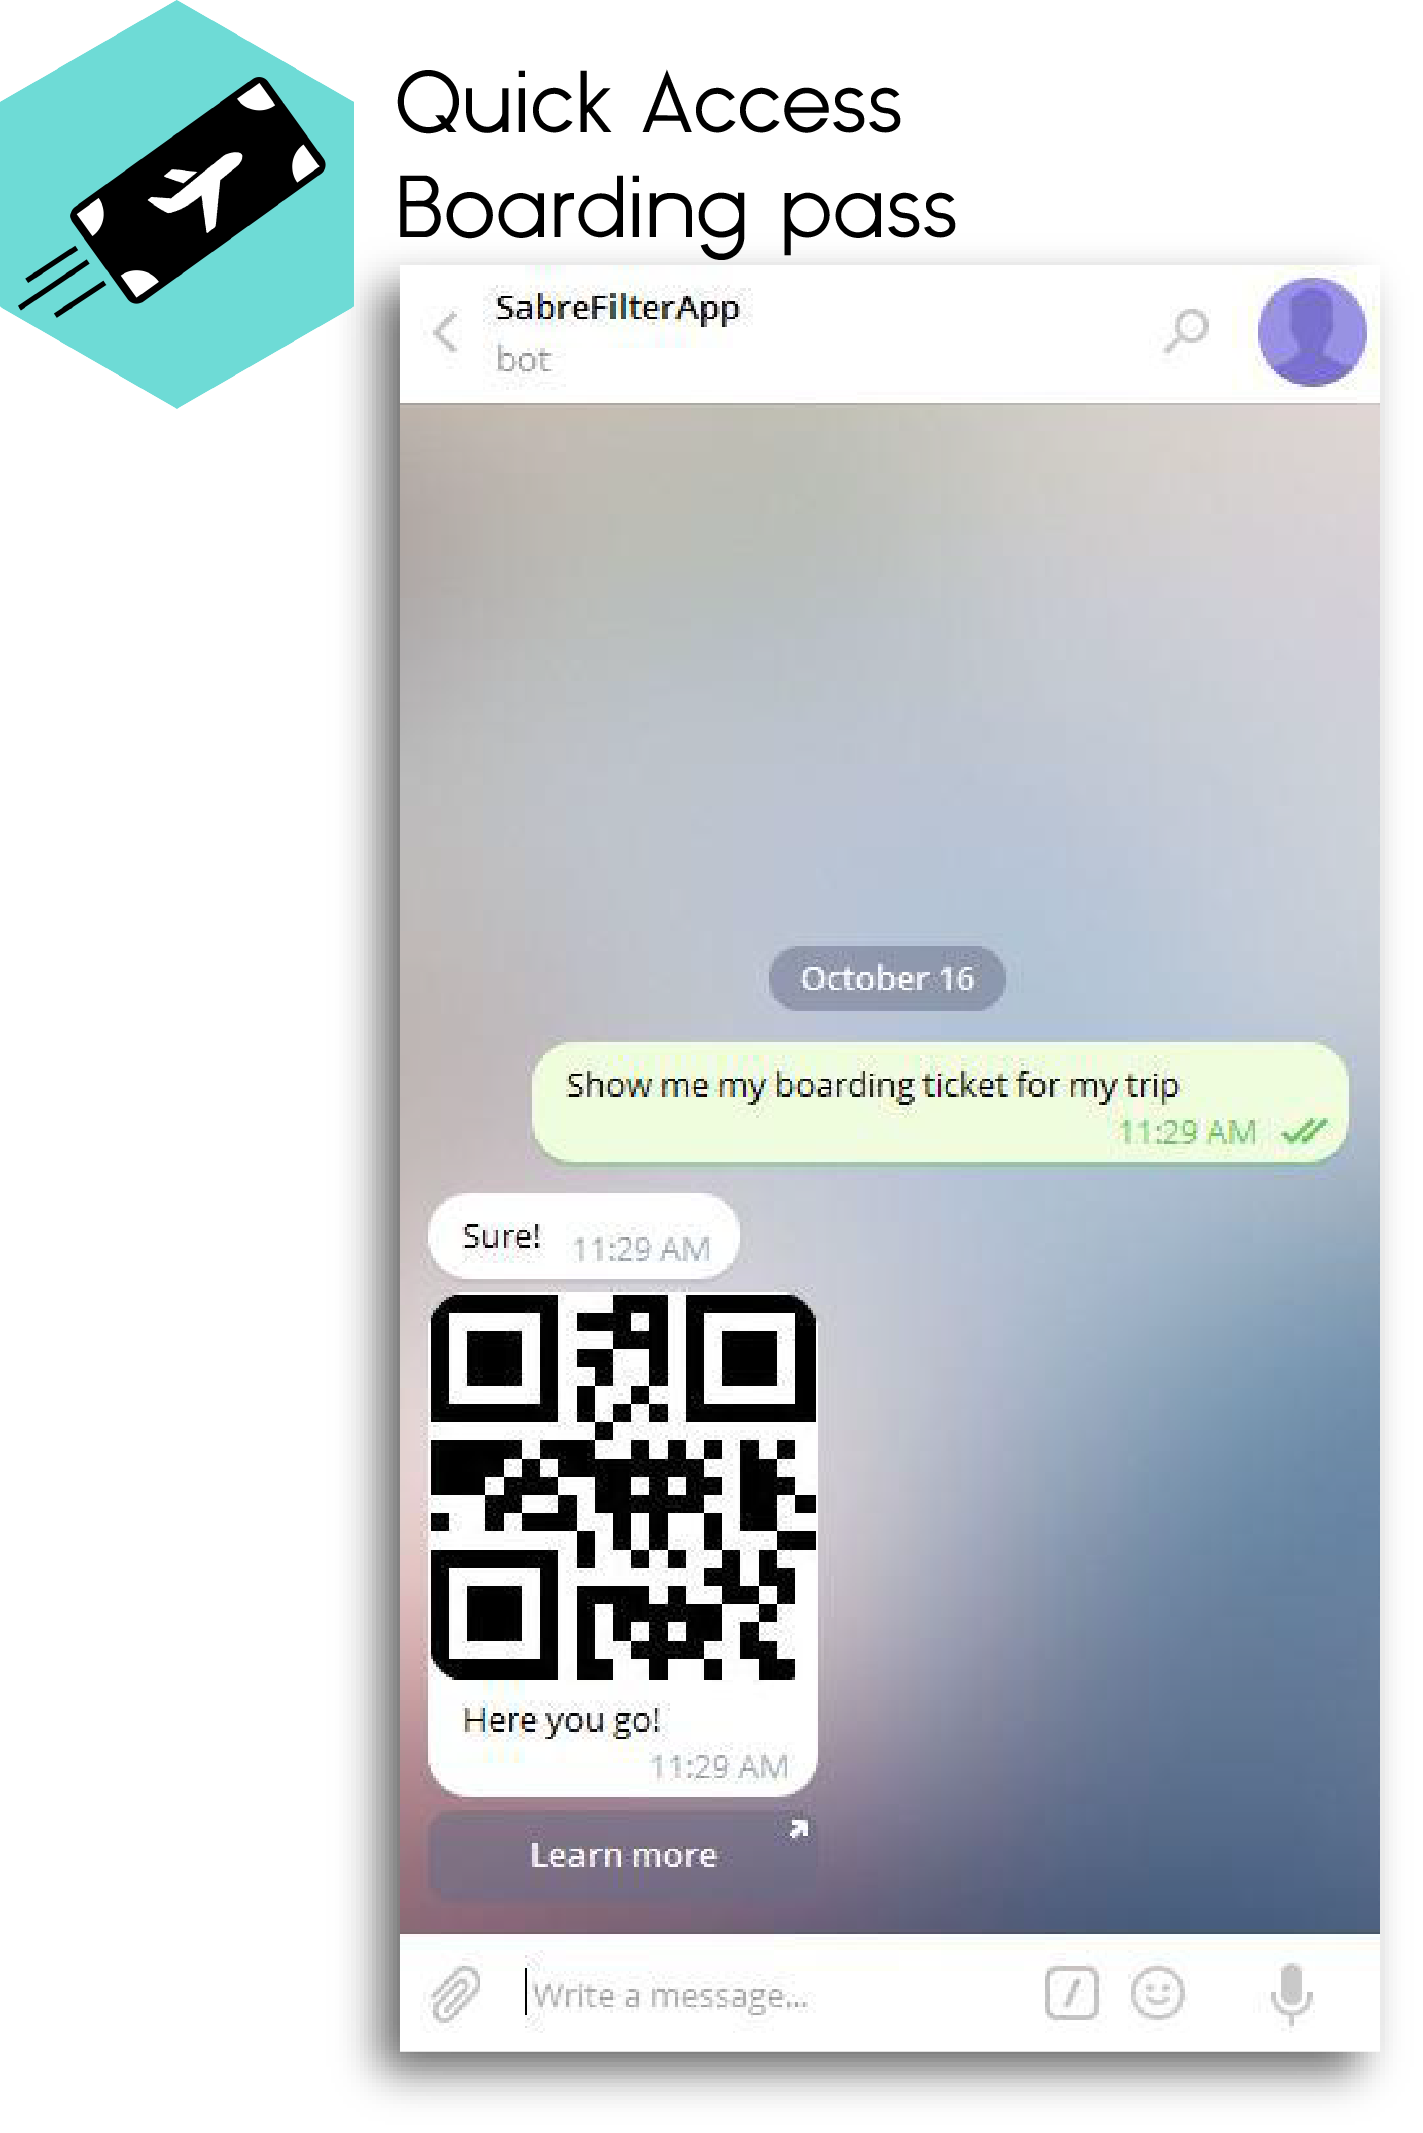 Quick Access
Boarding pass
SabreFilterApp
bot
October 16
Show me my boarding ticket for my trip
11:29 AM
Sure! 11:29 AM
Here you go!
11:29 AM
Learn more
Write a message...